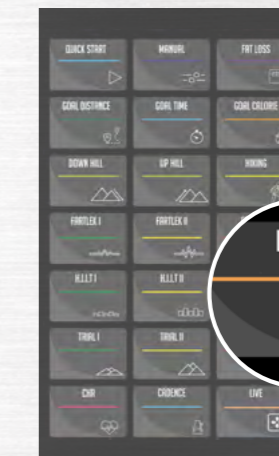 QUICK START
MANUAL
FAT LOSS
GOAL DISTANCE
GOAL TIME
GOAL CALORIE
DOWN HILL
UP HILL
HIKING
FARTLEK I
FARTLEK II
H.I.I.T I
H.I.I.T II
TRIAL I
TRIAL II
CHR
CADENCE
LIVE